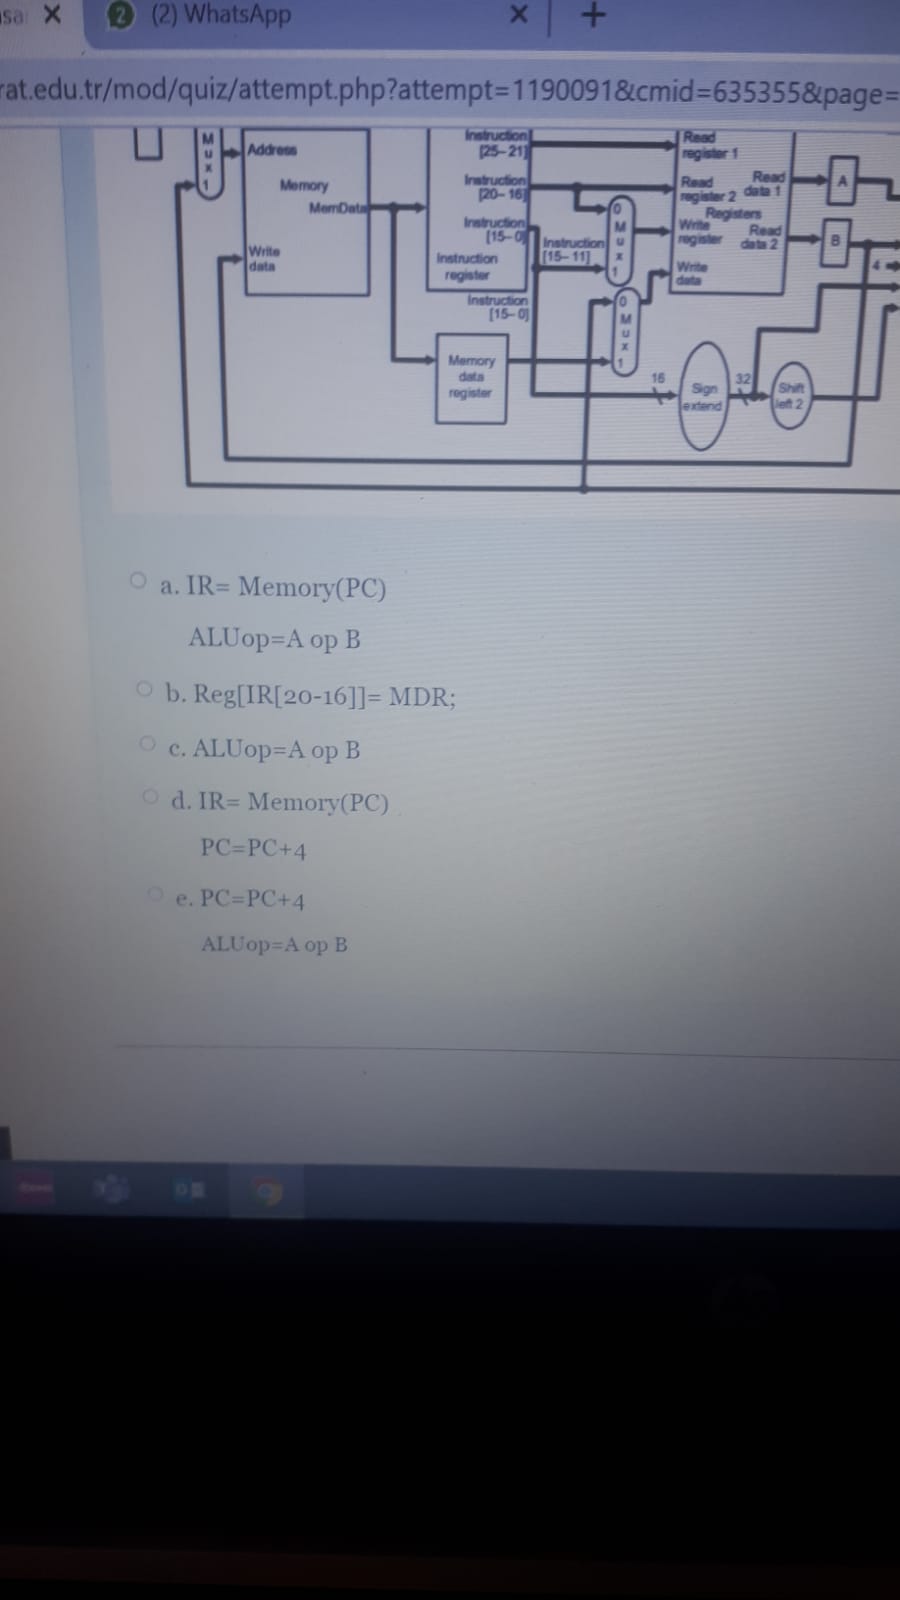 (2) WhatsApp
rat.edu.tr/mod/quiz/attempt.php?attempt=1190091&cmid=635355&page=
M
u
x
1
Address
Memory
MemData
Write
data
Instruction
[25-21]
Instruction
[20-16]
Instruction
[15-0]
Instruction
register
Instruction
[15-0]
Memory
data
register
Instruction
[15-11]
0
M
u
x
1
0
M
u
x
1
Read
register 1
Read
register 2
Read
data 1
Registers
Write
register
Read
data 2
Write
data
A
B
4
16
Sign
extend
32
Shift
left 2
a. IR= Memory(PC)
ALUop=A op B
b. Reg[IR[20-16]]= MDR;
c. ALUop=A op B
d. IR= Memory(PC)
PC=PC+4
e. PC=PC+4
ALUop=A op B